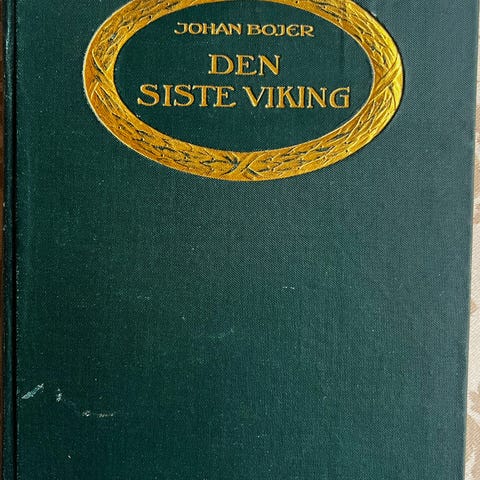 JOHAN BOJER
DEN
SISTE VIKING